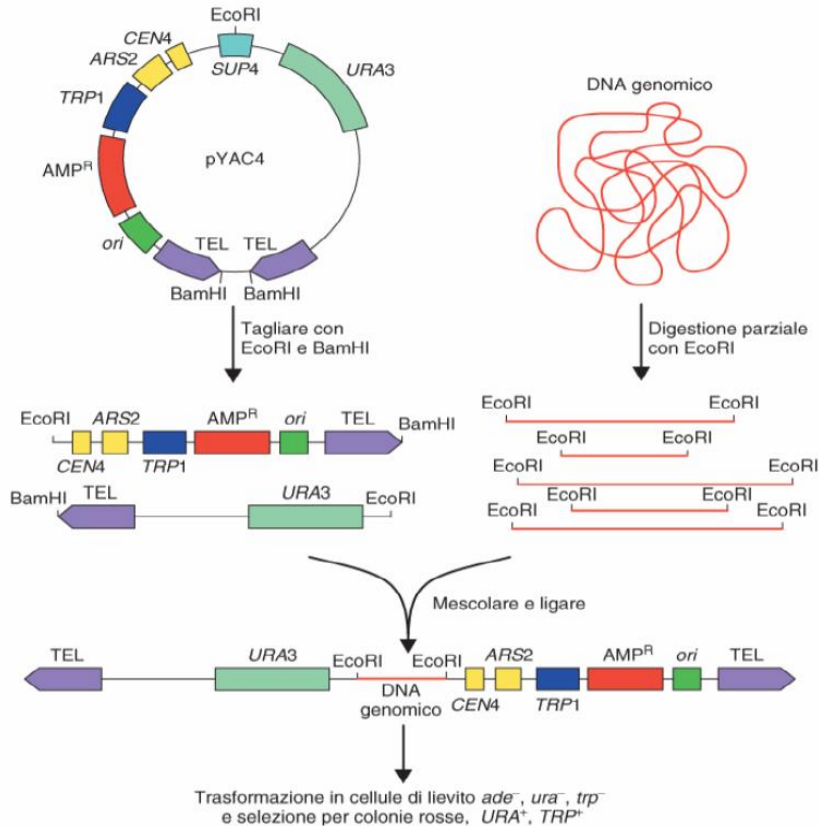 EcoRI
CEN4
ARS2
SUP4
URA3
TRP1
AMPᴿ
pYAC4
ori
TEL
TEL
BamHI
BamHI
DNA genomico
Tagliare con
EcoRI e BamHI
Digestione parziale
con EcoRI
EcoRI
ARS2
AMPᴿ
ori
TEL
BamHI
CEN4
TRP1
BamHI
TEL
URA3
EcoRI
EcoRI
EcoRI
EcoRI
EcoRI
EcoRI
EcoRI
EcoRI
EcoRI
EcoRI
EcoRI
Mescolare e ligare
TEL
URA3
EcoRI
EcoRI
ARS2
AMPᴿ
ori
TEL
DNA
genomico
CEN4
TRP1
Trasformazione in cellule di lievito ade⁻, ura⁻, trp⁻
e selezione per colonie rosse, URA⁺, TRP⁺